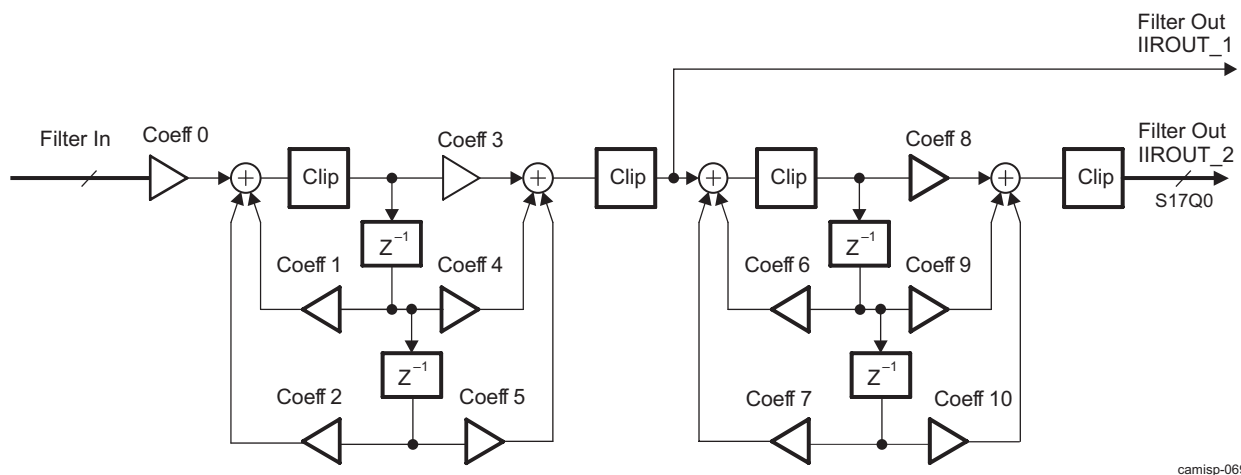 Filter Out
IIROUT_1
Filter In
Coeff 0
Coeff 3
Coeff 8
Filter Out
IIROUT_2
+
Clip
+
Clip
+
Clip
+
Clip
S17Q0
Z⁻¹
Z⁻¹
Coeff 1
Coeff 4
Coeff 6
Coeff 9
Z⁻¹
Z⁻¹
Coeff 2
Coeff 5
Coeff 7
Coeff 10